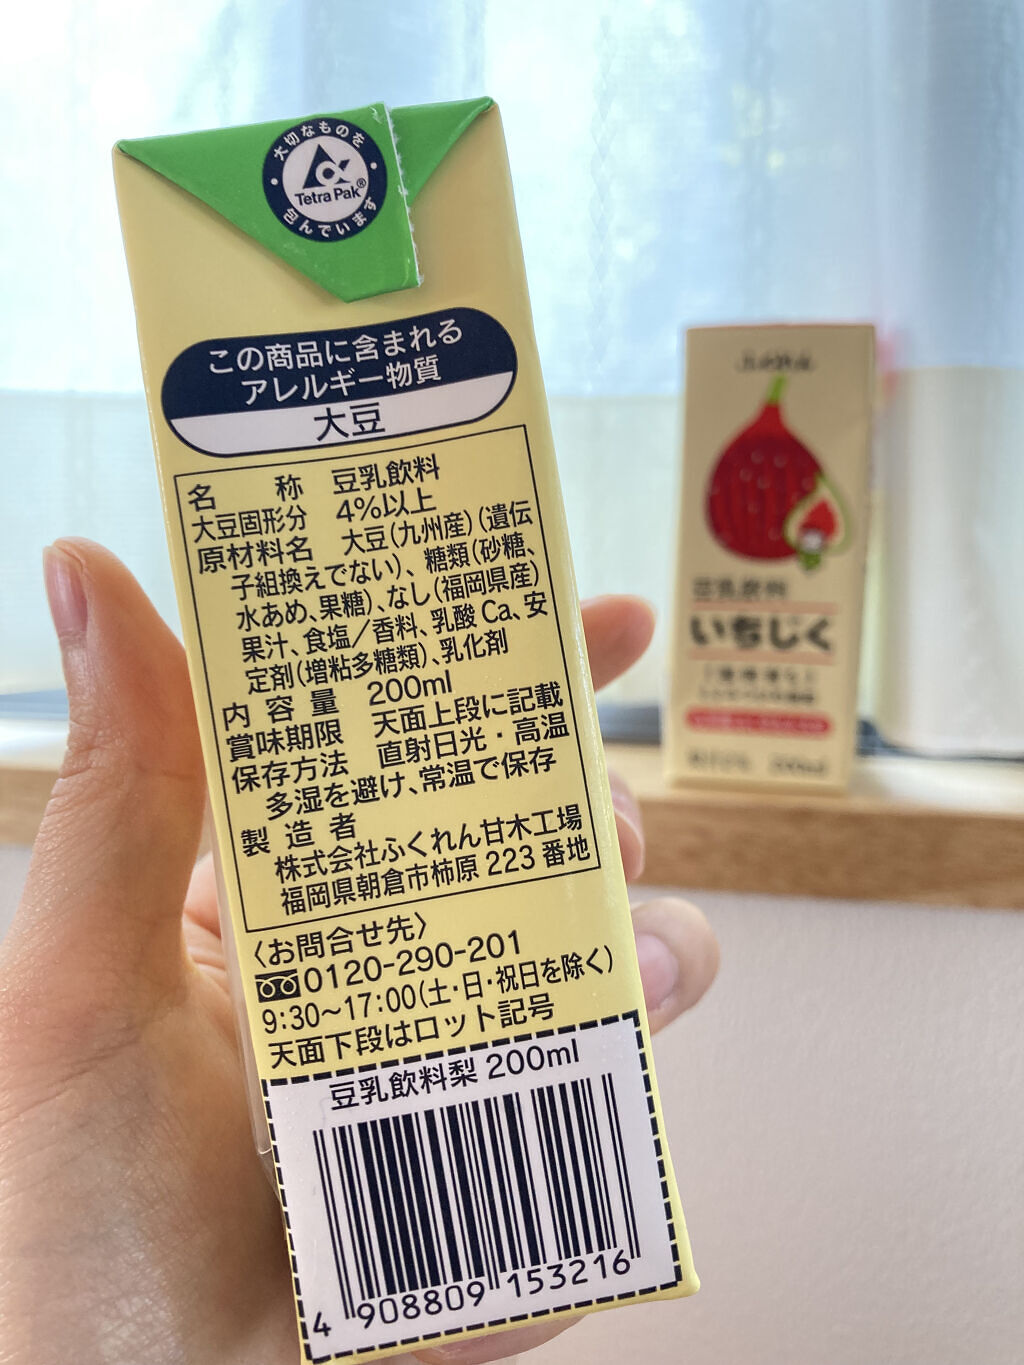 大切なものを
Tetra Pak®
包んでいます
この商品に含まれる
アレルギー物質
大豆
名称 豆乳飲料
大豆固形分 4%以上
原材料名 大豆(九州産)(遺伝
子組換えでない)、糖類(砂糖、
水あめ、果糖)、なし(福岡県産)
果汁、食塩/香料、乳酸Ca、安
定剤(増粘多糖類)、乳化剤
内容量 200ml
賞味期限 天面上段に記載
保存方法 直射日光・高温
多湿を避け、常温で保存
製造者
株式会社ふくれん甘木工場
福岡県朝倉市柿原223番地
〈お問合せ先〉
0120-290-201
9:30〜17:00(土・日・祝日を除く)
天面下段はロット記号
豆乳飲料梨 200ml
4 908809 153216
ふくれん
豆乳飲料
いちじく
200ml